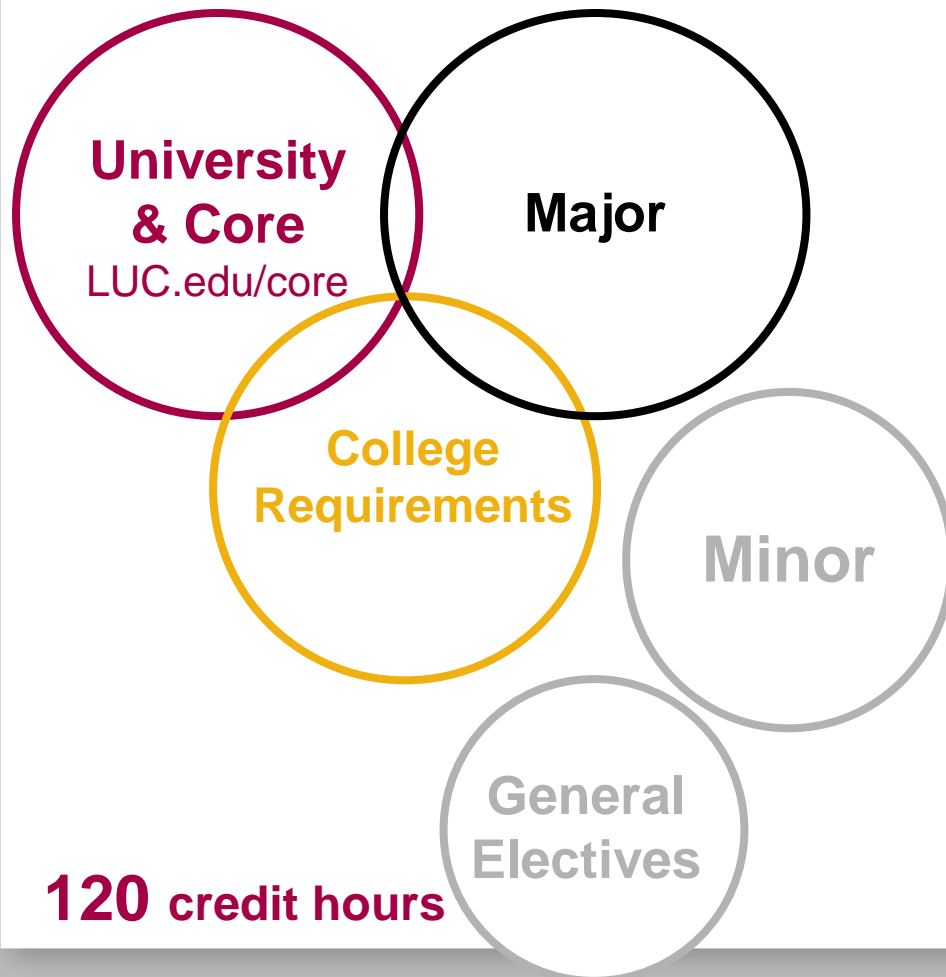 University
& Core
LUC.edu/core
Major
College
Requirements
Minor
General
Electives
120 credit hours